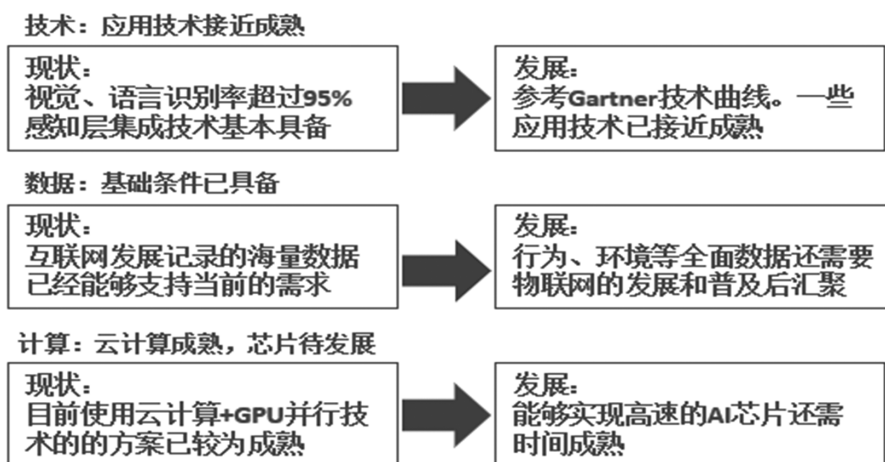 技术：应用技术接近成熟
现状：
视觉、语言识别率超过95%
感知层集成技术基本具备
发展：
参考Gartner技术曲线。一些
应用技术已接近成熟
数据：基础条件已具备
现状：
互联网发展记录的海量数据
已经能够支持当前的需求
发展：
行为、环境等全面数据还需要
物联网的发展和普及后汇聚
计算：云计算成熟，芯片待发展
现状：
目前使用云计算+GPU并行技
术的的方案已较为成熟
发展：
能够实现高速的AI芯片还需
时间成熟